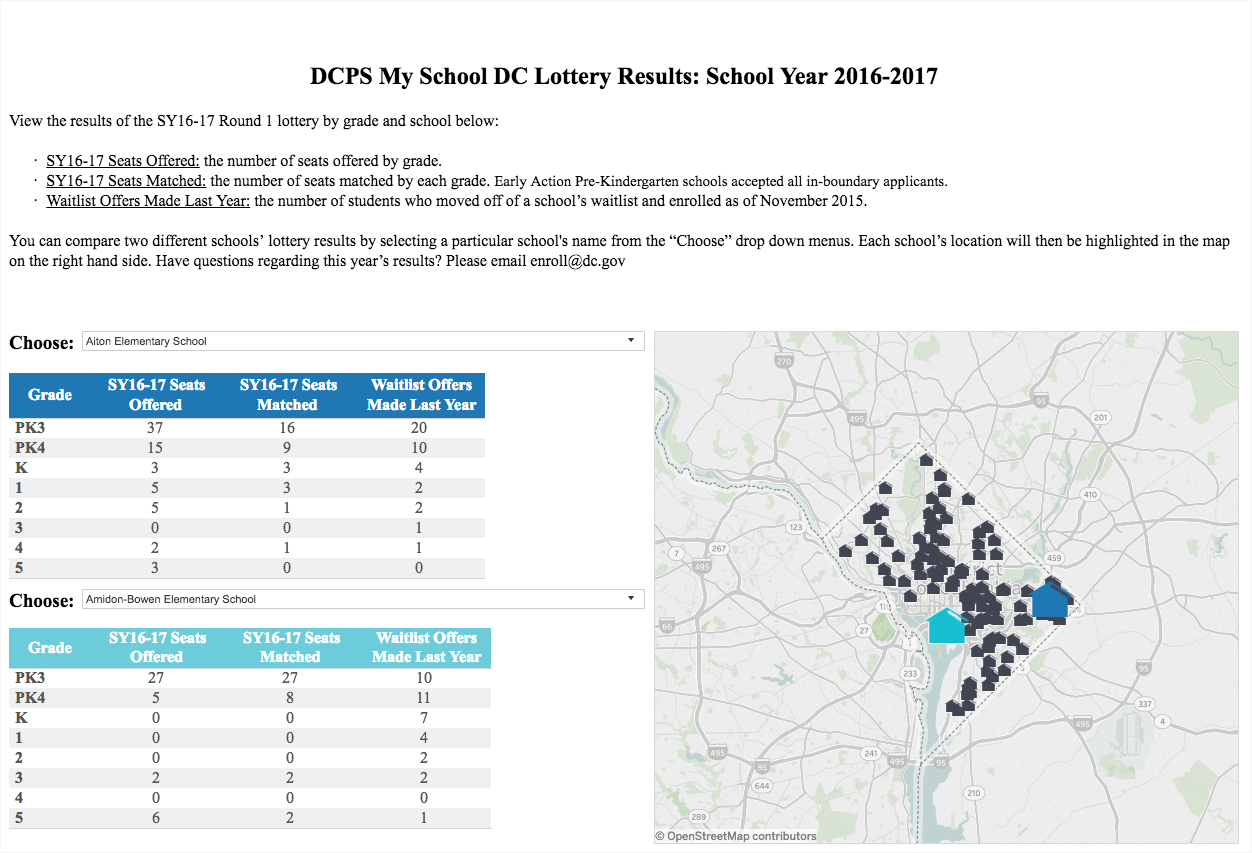 DCPS My School DC Lottery Results: School Year 2016-2017
View the results of the SY16-17 Round 1 lottery by grade and school below:
· SY16-17 Seats Offered: the number of seats offered by grade.
· SY16-17 Seats Matched: the number of seats matched by each grade. Early Action Pre-Kindergarten schools accepted all in-boundary applicants.
· Waitlist Offers Made Last Year: the number of students who moved off of a school’s waitlist and enrolled as of November 2015.
You can compare two different schools’ lottery results by selecting a particular school's name from the “Choose” drop down menus. Each school’s location will then be highlighted in the map
on the right hand side. Have questions regarding this year’s results? Please email enroll@dc.gov
Choose: Aiton Elementary School
Grade SY16-17 Seats Offered SY16-17 Seats Matched Waitlist Offers Made Last Year
PK3 37 16 20
PK4 15 9 10
K 3 3 4
1 5 3 2
2 5 1 2
3 0 0 1
4 2 1 1
5 3 0 0
Choose: Amidon-Bowen Elementary School
Grade SY16-17 Seats Offered SY16-17 Seats Matched Waitlist Offers Made Last Year
PK3 27 27 10
PK4 5 8 11
K 0 0 7
1 0 0 4
2 0 0 2
3 2 2 2
4 0 0 0
5 6 2 1
270
95
495
201
410
123
7
267
495
459
66
27
233
95
337
495
4
241
495
95
495
95
644
210
289
© OpenStreetMap contributors